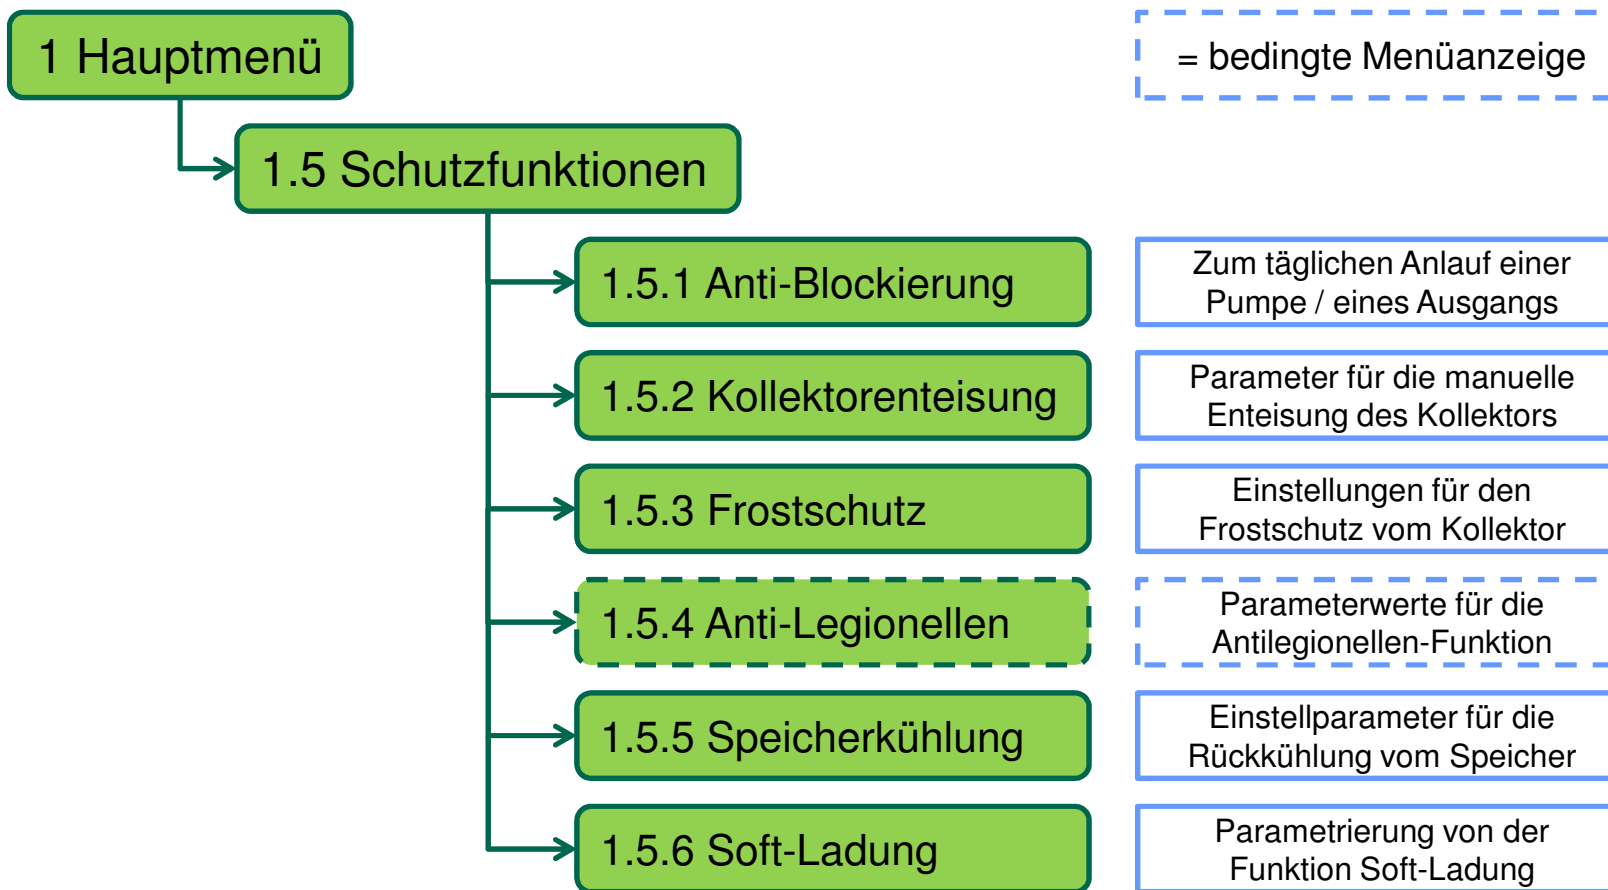 1 Hauptmenü
= bedingte Menüanzeige
1.5 Schutzfunktionen
1.5.1 Anti-Blockierung
Zum täglichen Anlauf einer
Pumpe / eines Ausgangs
1.5.2 Kollektorenteisung
Parameter für die manuelle
Enteisung des Kollektors
1.5.3 Frostschutz
Einstellungen für den
Frostschutz vom Kollektor
1.5.4 Anti-Legionellen
Parameterwerte für die
Antilegionellen-Funktion
1.5.5 Speicherkühlung
Einstellparameter für die
Rückkühlung vom Speicher
1.5.6 Soft-Ladung
Parametrierung von der
Funktion Soft-Ladung